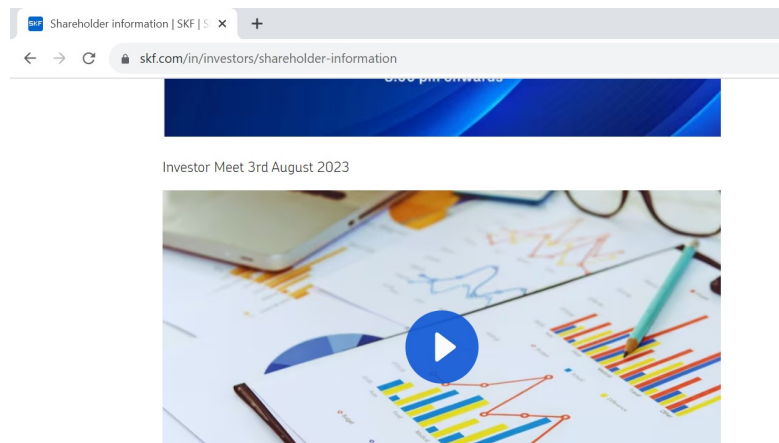 SKF
Shareholder information | SKF | S
skf.com/in/investors/shareholder-information
Investor Meet 3rd August 2023